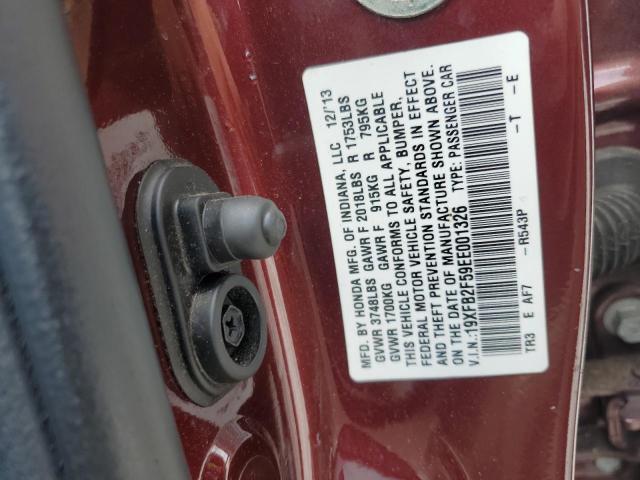 MFD. BY HONDA MFG. OF INDIANA, LLC 12/'13
GVWR 3748LBS GAWR F 2018LBS R 1753LBS
GVWR 1700KG GAWR F 915KG R 795KG
THIS VEHICLE CONFORMS TO ALL APPLICABLE
FEDERAL MOTOR VEHICLE SAFETY, BUMPER,
AND THEFT PREVENTION STANDARDS IN EFFECT
ON THE DATE OF MANUFACTURE SHOWN ABOVE.
V.I.N.:19XFB2F59EE001326 TYPE: PASSENGER CAR
TR3 E AF7 -R543P -T -E